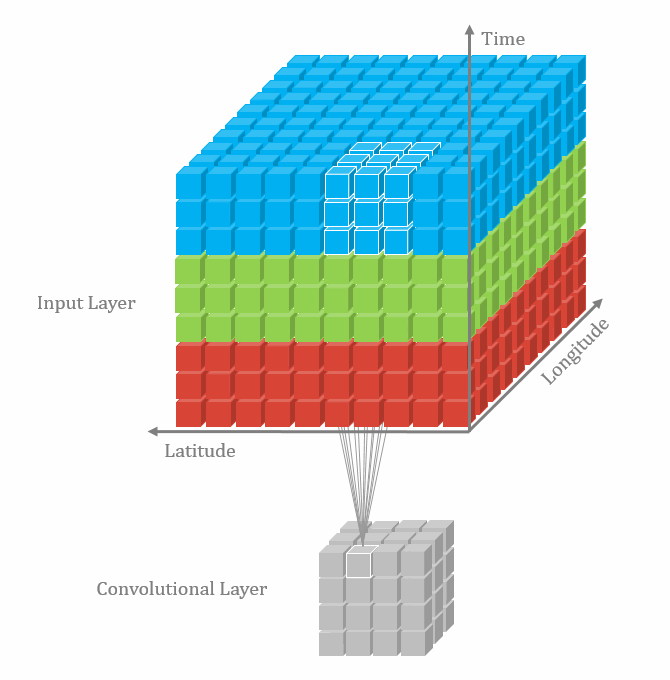 Time
Input Layer
Longitude
Latitude
Convolutional Layer